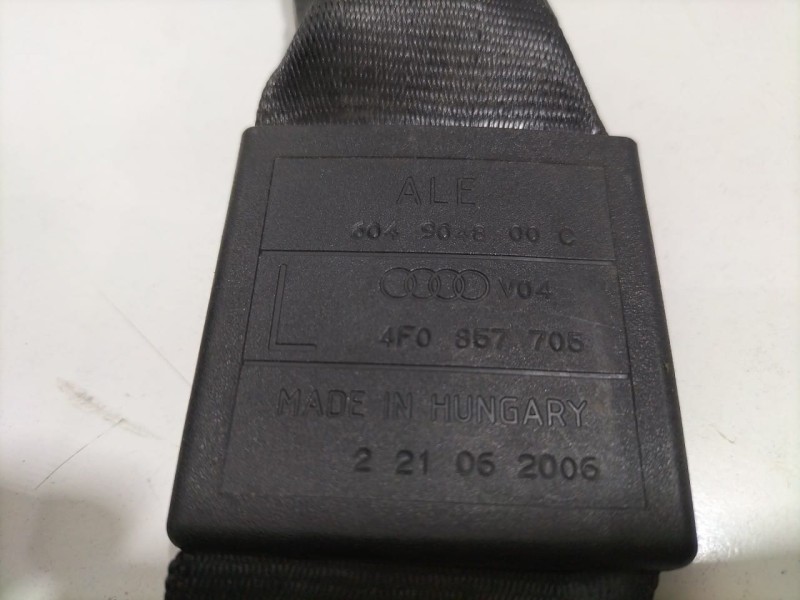 ALE
604 9048 00 C
L
V04
4F0 857 705
MADE IN HUNGARY
2 21 06 2006